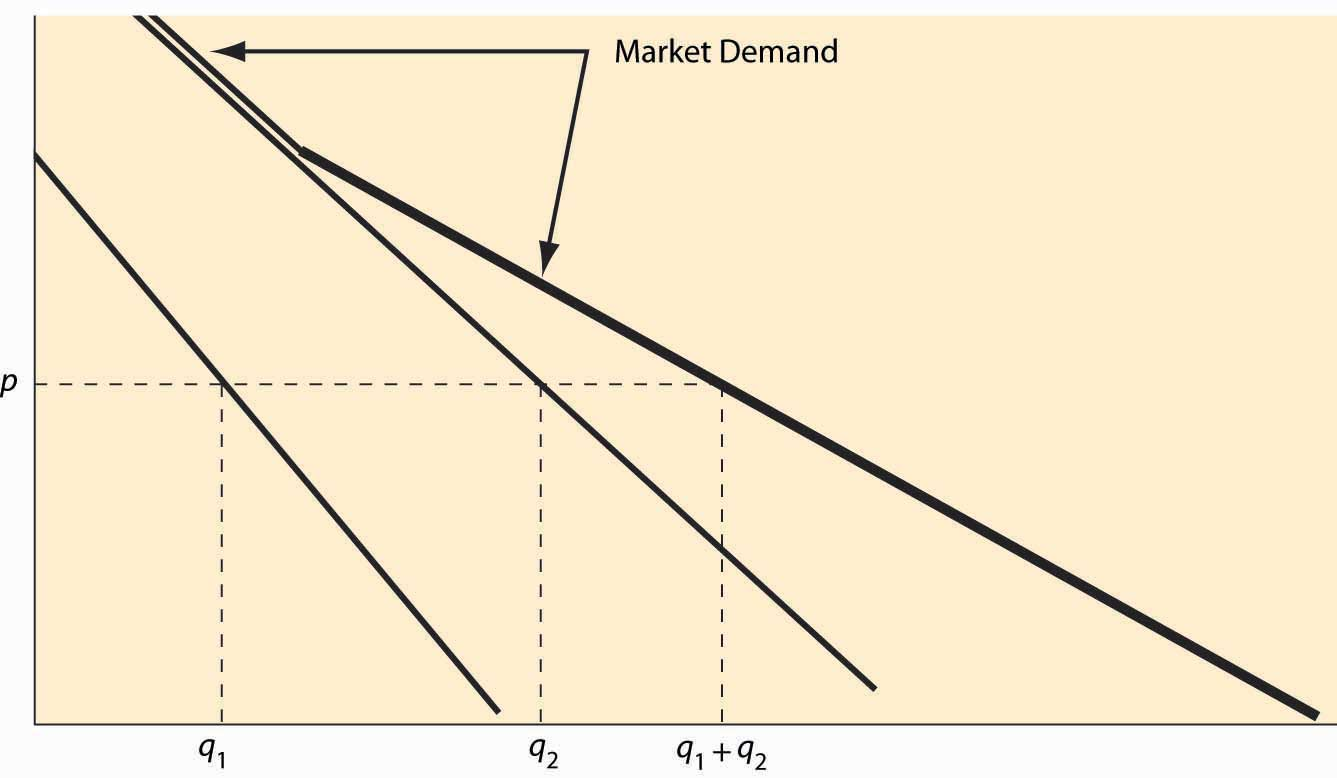 Market Demand
p
q1
q2
q1 + q2